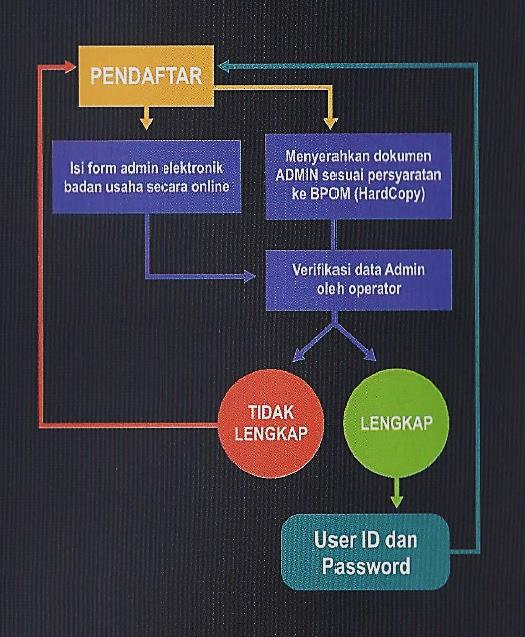 PENDAFTAR
Isi form admin elektronik
badan usaha secara online
Menyerahkan dokumen
ADMIN sesuai persyaratan
ke BPOM (HardCopy)
Verifikasi data Admin
oleh operator
TIDAK
LENGKAP
LENGKAP
User ID dan
Password